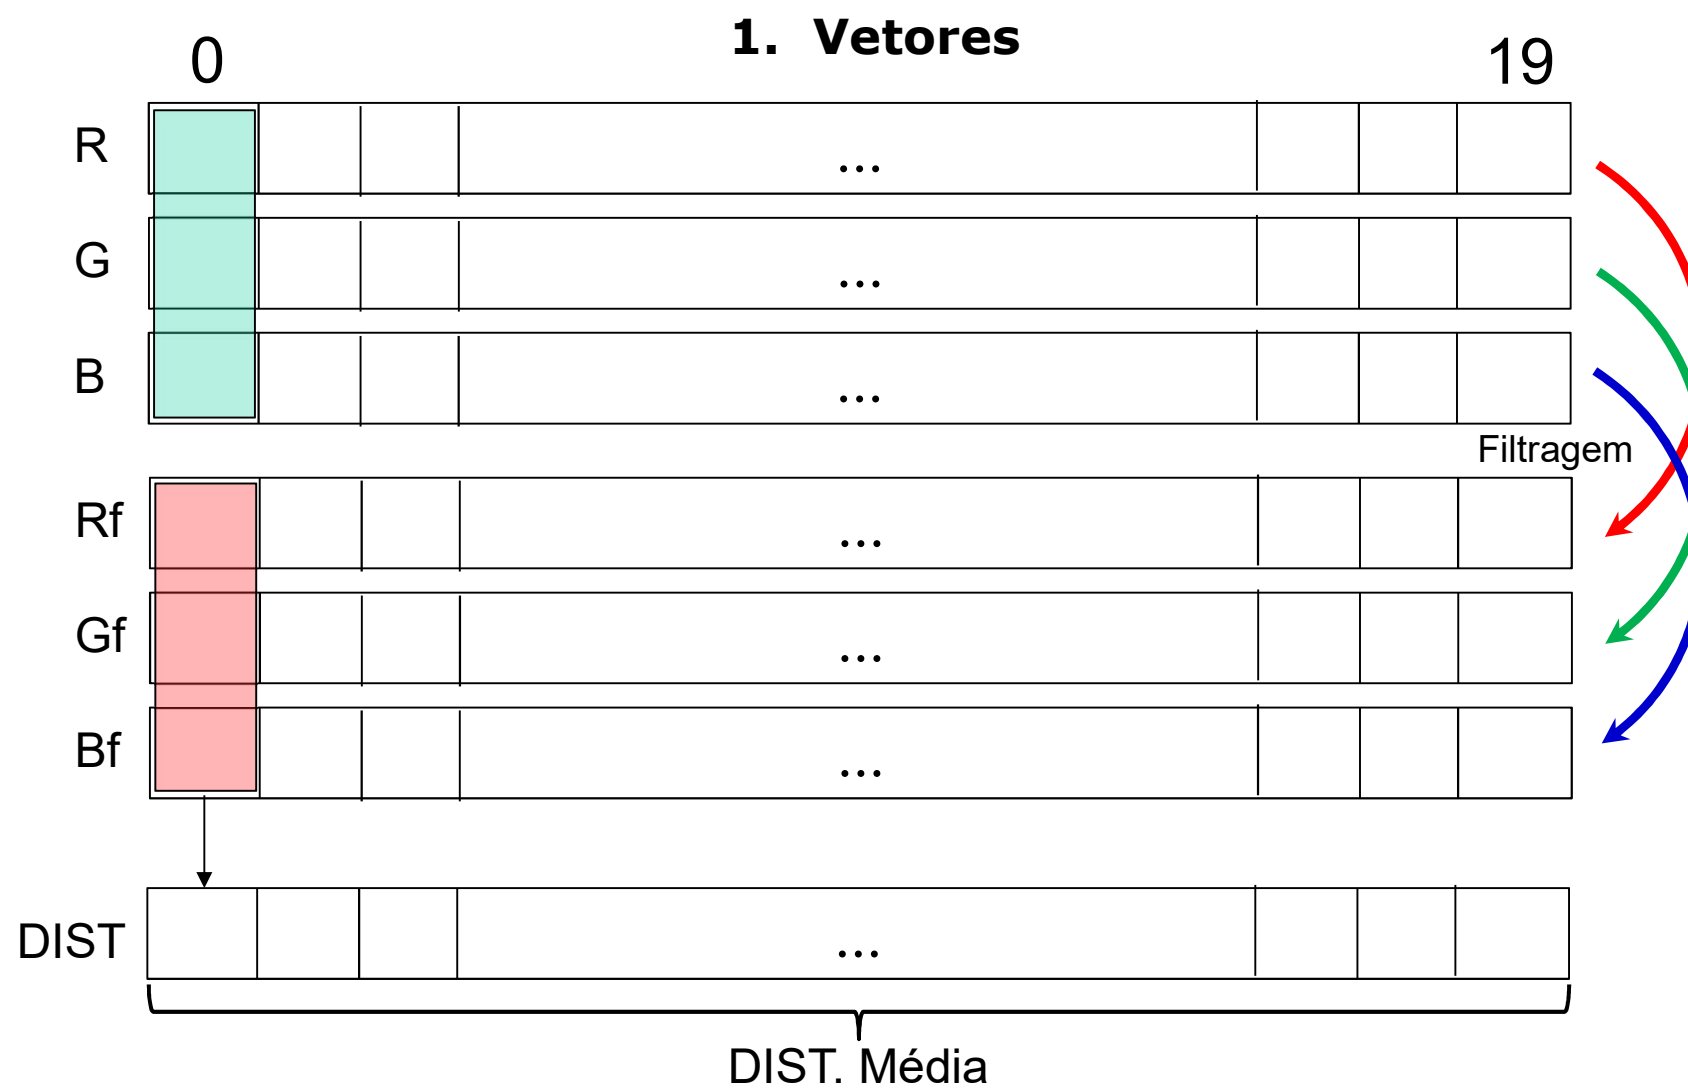 1. Vetores
0 19
R ...
G ...
B ...
Filtragem
Rf ...
Gf ...
Bf ...
DIST ...
DIST. Média